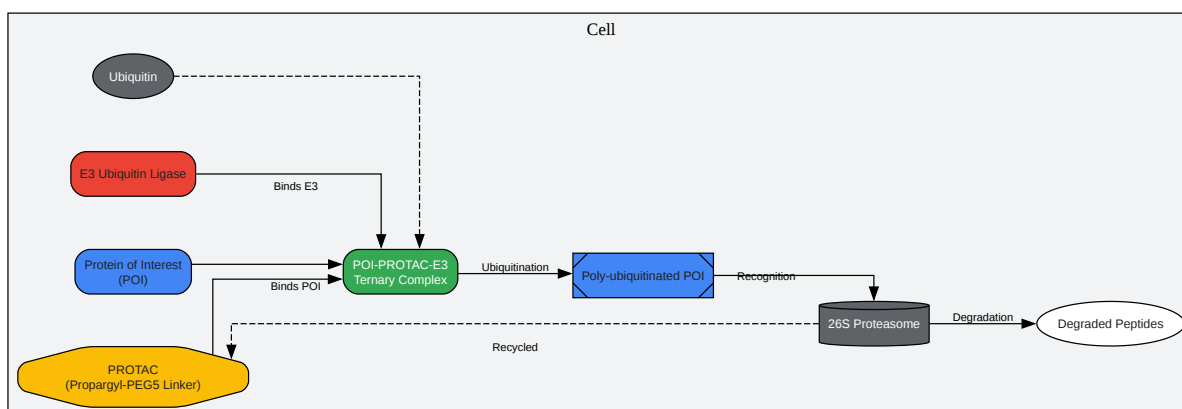 Cell
Ubiquitin
E3 Ubiquitin Ligase
Binds E3
Protein of Interest
(POI)
Binds POI
POI-PROTAC-E3
Ternary Complex
Ubiquitination
Poly-ubiquitinated POI
Recognition
26S Proteasome
Degradation
Degraded Peptides
Recycled
PROTAC
(Propargyl-PEG5 Linker)